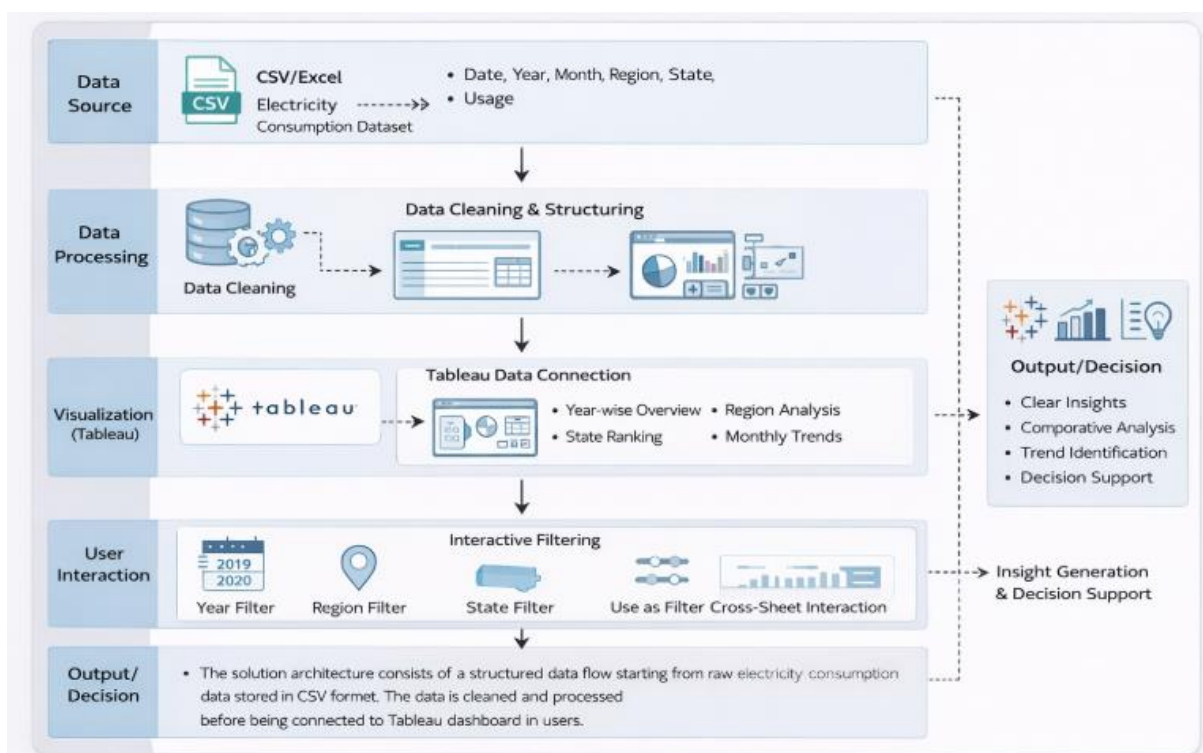 Data
Source
CSV
CSV/Excel
Electricity
Consumption Dataset
• Date, Year, Month, Region, State,
• Usage
Data
Processing
Data Cleaning
Data Cleaning & Structuring
Visualization
(Tableau)
+tableau
Tableau Data Connection
• Year-wise Overview • Region Analysis
• State Ranking • Monthly Trends
User
Interaction
Interactive Filtering
2019
2020
Year Filter
Region Filter
State Filter
Use as Filter Cross-Sheet Interaction
Output/
Decision
• The solution architecture consists of a structured data flow starting from raw electricity consumption
data stored in CSV formet. The data is cleaned and processed
before being connected to Tableau dashboard in users.
Output/Decision
• Clear Insights
• Comparative Analysis
• Trend Identification
• Decision Support
Insight Generation
& Decision Support